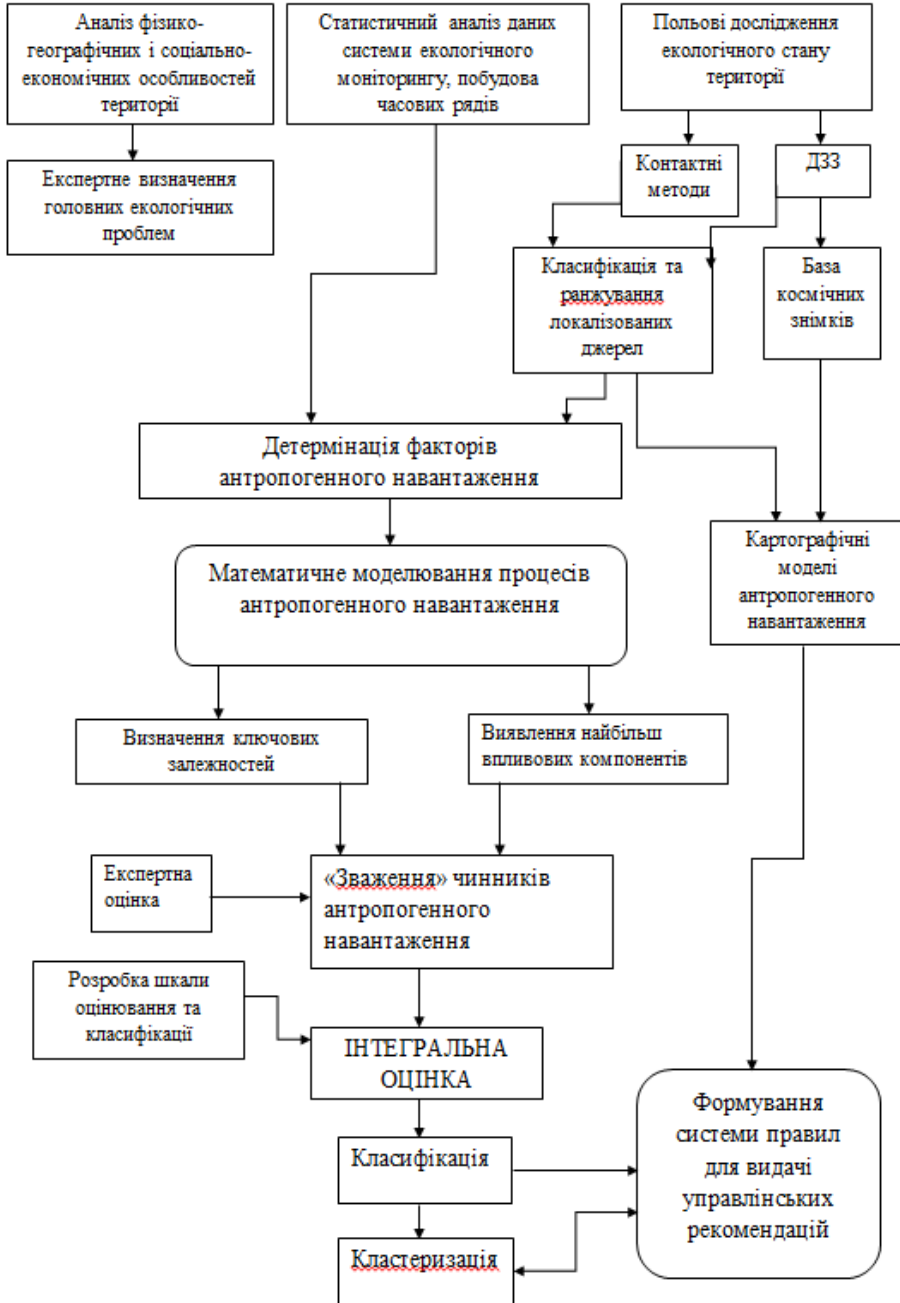 Аналіз фізико-
географічних і соціально-
економічних особливостей
території
Статистичний аналіз даних
системи екологічного
моніторингу, побудова
часових рядів
Польові дослідження
екологічного стану
території
Контактні
методи
ДЗЗ
Експертне визначення
головних екологічних
проблем
Класифікація та
ранжування
локалізованих
джерел
База
космічних
знімків
Детермінація факторів
антропогенного навантаження
Математичне моделювання процесів
антропогенного навантаження
Картографічні
моделі
антропогенного
навантаження
Визначення ключових
залежностей
Виявлення найбільш
впливових компонентів
Експертна
оцінка
«Зваження» чинників
антропогенного
навантаження
Розробка шкали
оцінювання та
класифікації
ІНТЕГРАЛЬНА
ОЦІНКА
Формування
системи правил
для видачі
управлінських
рекомендацій
Класифікація
Кластеризація